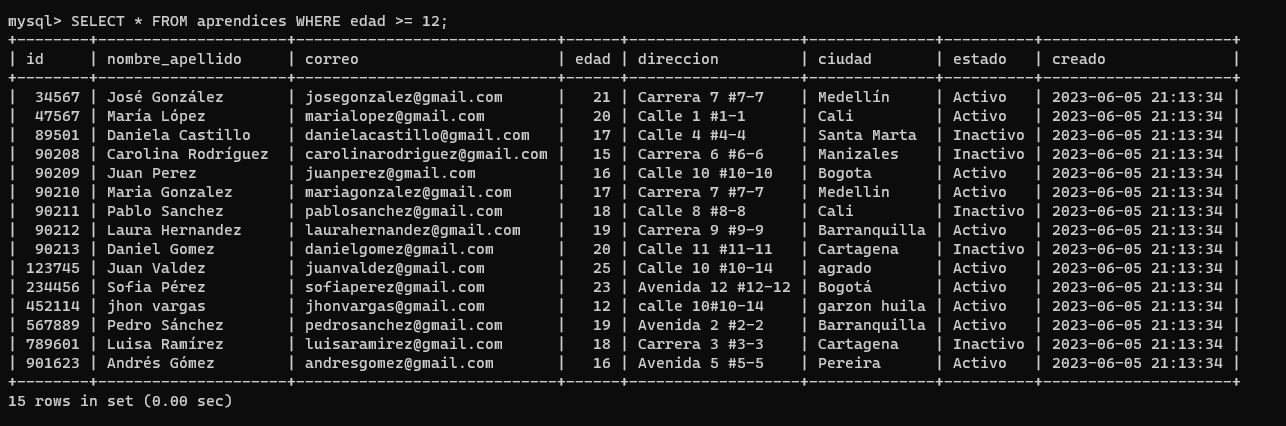 mysql> SELECT * FROM aprendices WHERE edad >= 12;
+--------+---------------------+-----------------------------+------+------------------+--------------+----------+---------------------+
| id     | nombre_apellido     | correo                      | edad | direccion        | ciudad       | estado   | creado              |
+--------+---------------------+-----------------------------+------+------------------+--------------+----------+---------------------+
|  34567 | José González       | josegonzalez@gmail.com      |   21 | Carrera 7 #7-7   | Medellín     | Activo   | 2023-06-05 21:13:34 |
|  47567 | María López         | marialopez@gmail.com        |   20 | Calle 1 #1-1     | Cali         | Activo   | 2023-06-05 21:13:34 |
|  89501 | Daniela Castillo    | danielacastillo@gmail.com   |   17 | Calle 4 #4-4     | Santa Marta  | Inactivo | 2023-06-05 21:13:34 |
|  90208 | Carolina Rodríguez  | carolinarodriguez@gmail.com |   15 | Carrera 6 #6-6   | Manizales    | Inactivo | 2023-06-05 21:13:34 |
|  90209 | Juan Perez          | juanperez@gmail.com         |   16 | Calle 10 #10-10  | Bogota       | Activo   | 2023-06-05 21:13:34 |
|  90210 | Maria Gonzalez      | mariagonzalez@gmail.com     |   17 | Carrera 7 #7-7   | Medellin     | Activo   | 2023-06-05 21:13:34 |
|  90211 | Pablo Sanchez       | pablosanchez@gmail.com      |   18 | Calle 8 #8-8     | Cali         | Inactivo | 2023-06-05 21:13:34 |
|  90212 | Laura Hernandez     | laurahernandez@gmail.com    |   19 | Carrera 9 #9-9   | Barranquilla | Activo   | 2023-06-05 21:13:34 |
|  90213 | Daniel Gomez        | danielgomez@gmail.com       |   20 | Calle 11 #11-11  | Cartagena    | Inactivo | 2023-06-05 21:13:34 |
| 123745 | Juan Valdez         | juanvaldez@gmail.com        |   25 | Calle 10 #10-14  | agrado       | Activo   | 2023-06-05 21:13:34 |
| 234456 | Sofia Pérez         | sofiaperez@gmail.com        |   23 | Avenida 12 #12-12 | Bogotá       | Activo   | 2023-06-05 21:13:34 |
| 452114 | jhon vargas         | jhonvargas@gmail.com        |   12 | calle 10#10-14   | garzon huila | Activo   | 2023-06-05 21:13:34 |
| 567889 | Pedro Sánchez       | pedrosanchez@gmail.com      |   19 | Avenida 2 #2-2   | Barranquilla | Activo   | 2023-06-05 21:13:34 |
| 789601 | Luisa Ramírez       | luisaramirez@gmail.com      |   18 | Carrera 3 #3-3   | Cartagena    | Inactivo | 2023-06-05 21:13:34 |
| 901623 | Andrés Gómez        | andresgomez@gmail.com       |   16 | Avenida 5 #5-5   | Pereira      | Activo   | 2023-06-05 21:13:34 |
+--------+---------------------+-----------------------------+------+------------------+--------------+----------+---------------------+
15 rows in set (0.00 sec)